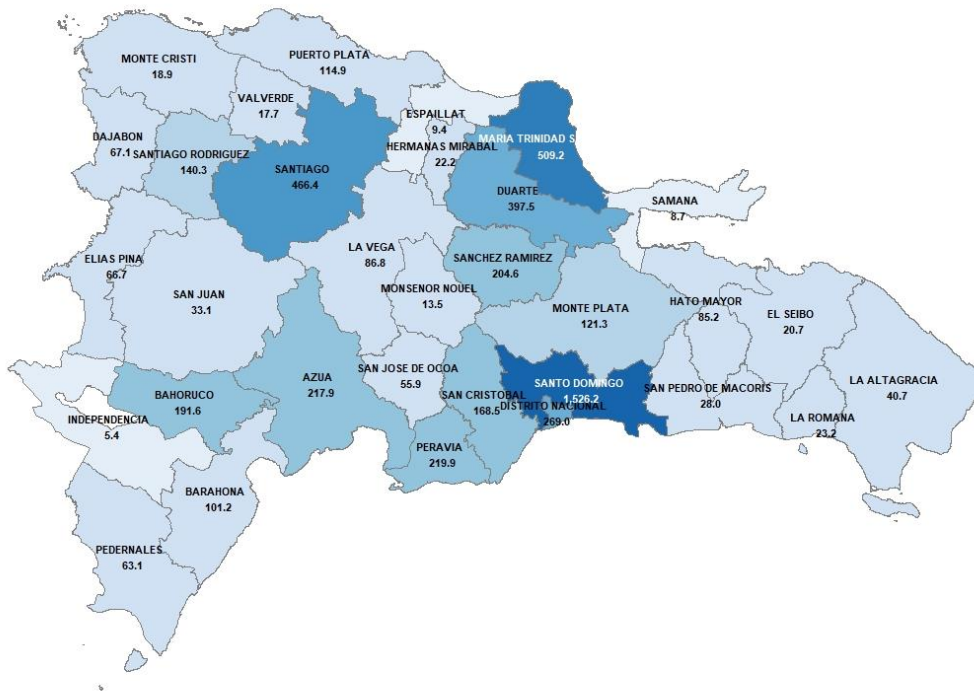 PUERTO PLATA
114.9
MONTE CRISTI
18.9
VALVERDE
17.7
ESPAILLAT
9.4
DAJABON
67.1
MARIA TRINIDAD S
509.2
HERMANAS MIRABAL
22.2
SANTIAGO RODRIGUEZ
140.3
SANTIAGO
466.4
DUARTE
397.5
SAMANA
8.7
LA VEGA
86.8
ELIAS PINA
66.7
SANCHEZ RAMIREZ
204.6
MONSENOR NOUEL
13.5
SAN JUAN
33.1
HATO MAYOR
85.2
MONTE PLATA
121.3
EL SEIBO
20.7
SAN JOSE DE OCOA
55.9
AZUA
217.9
BAHORUCO
191.6
SANTO DOMINGO
1,526.2
SAN PEDRO DE MACORIS
28.0
LA ALTAGRACIA
40.7
SAN CRISTOBAL
168.5
DISTRITO NACIONAL
269.0
INDEPENDENCIA
5.4
LA ROMANA
23.2
PERAVIA
219.9
BARAHONA
101.2
PEDERNALES
63.1